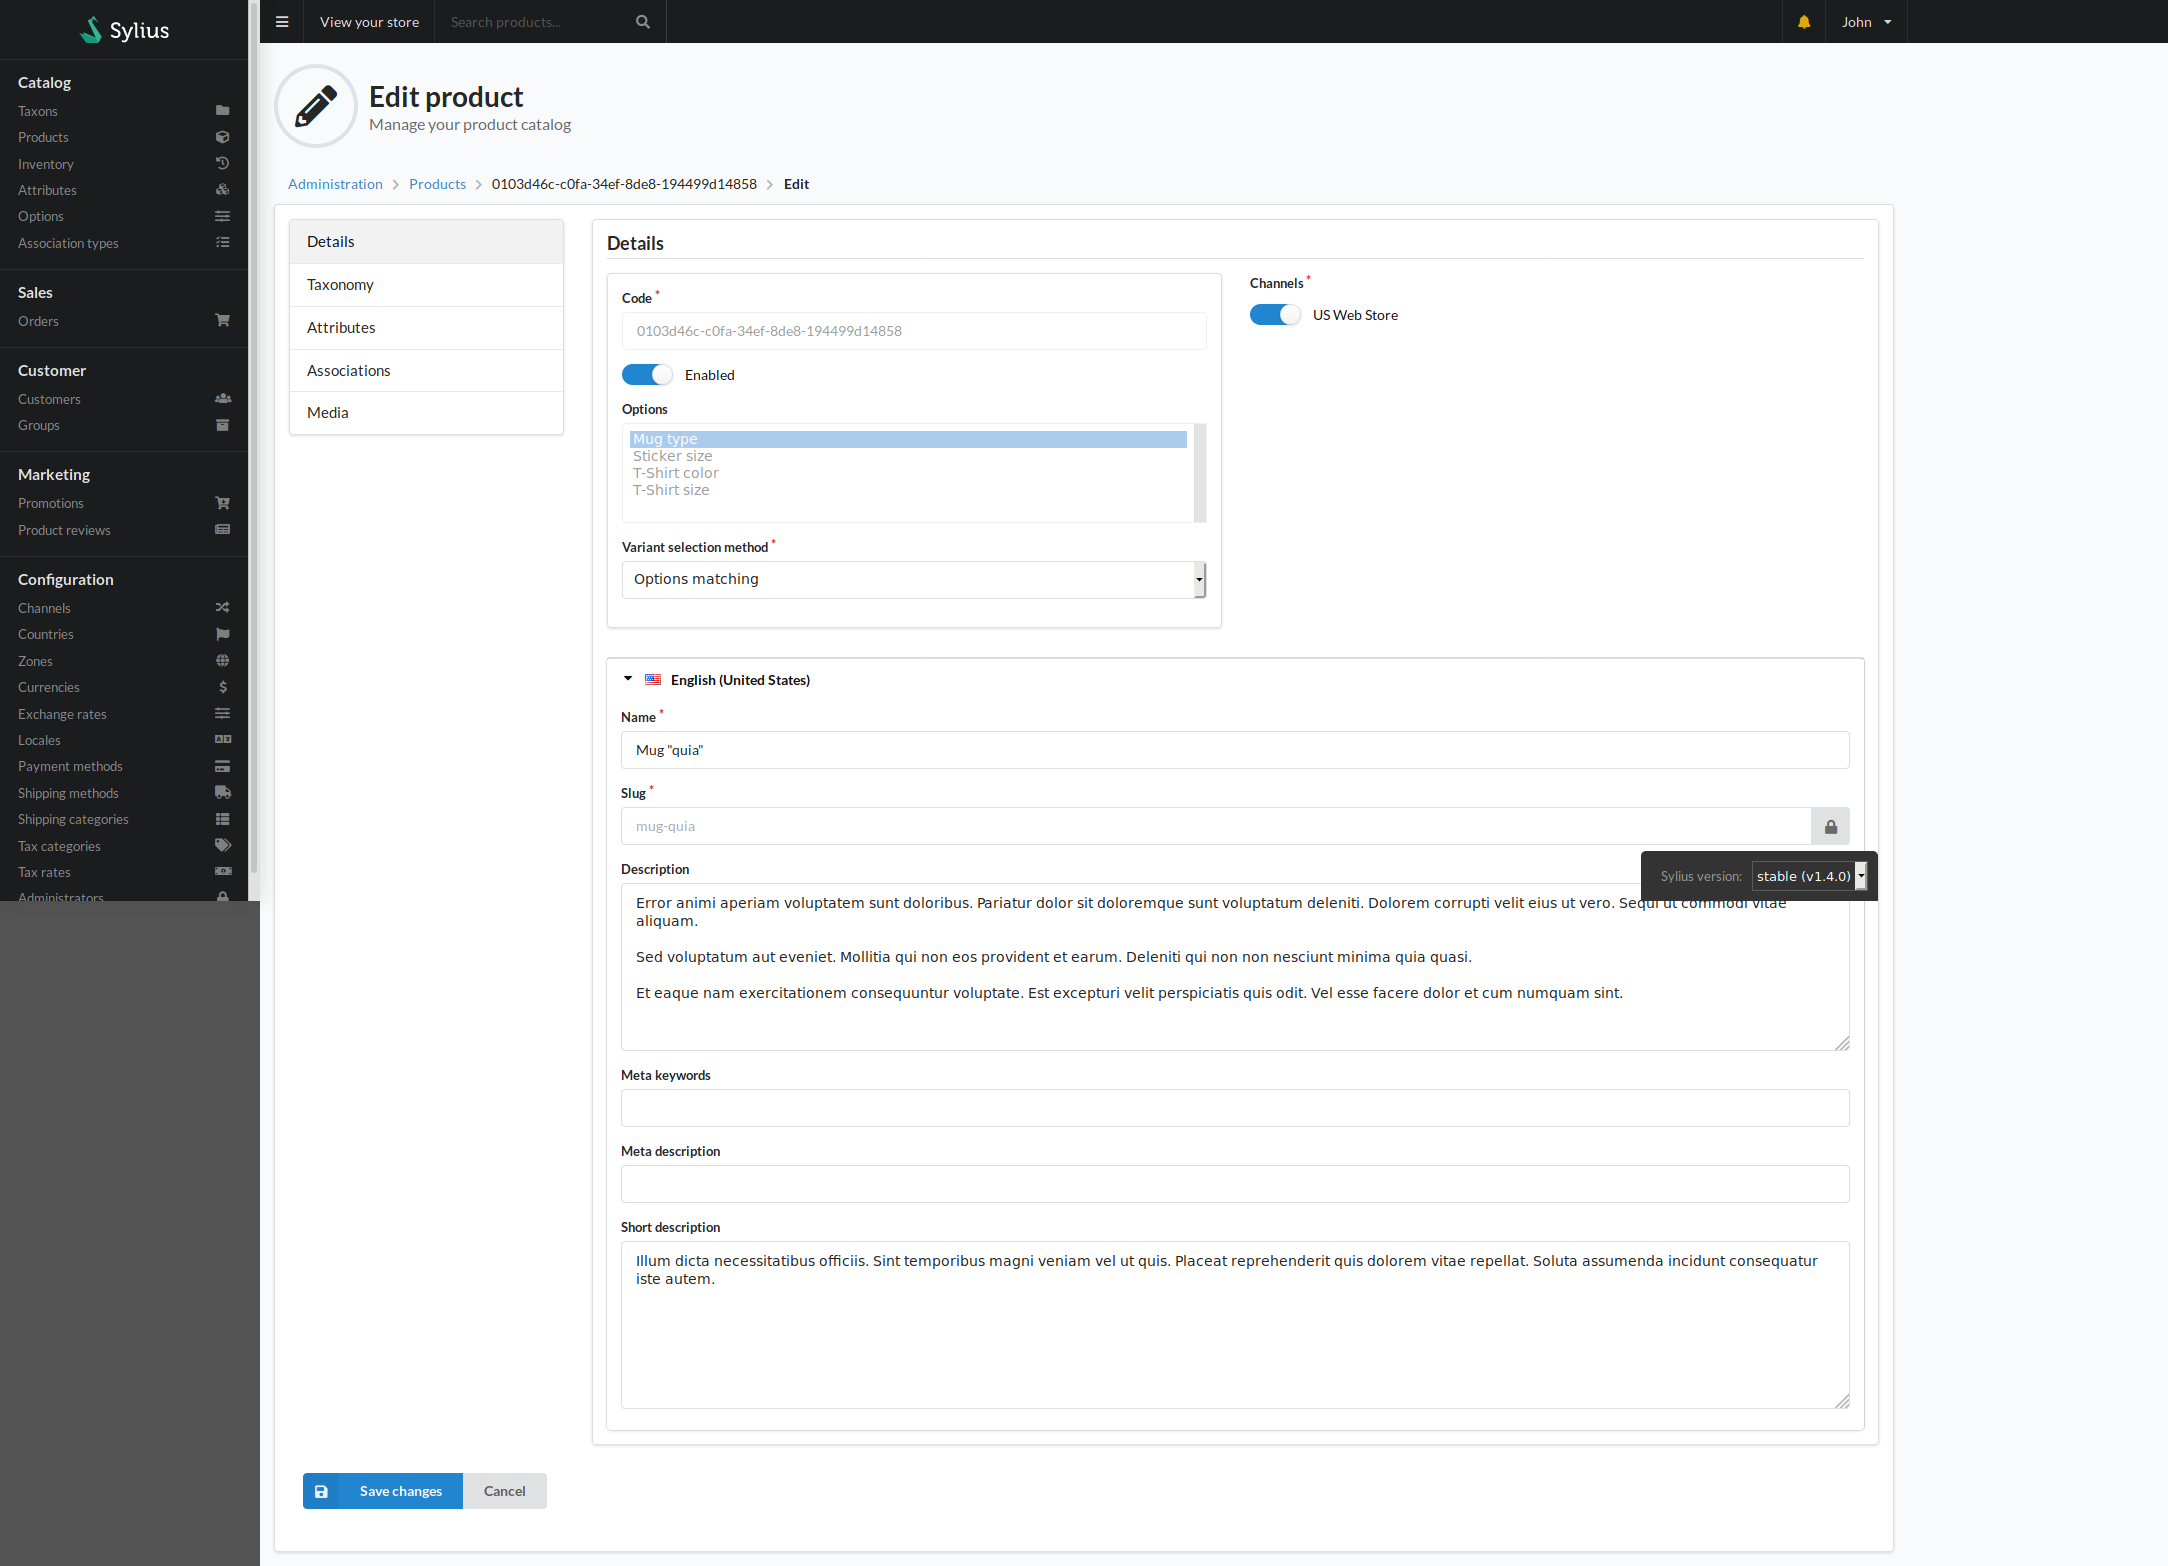 Sylius
View your store
Search products...
John
Catalog
Taxons
Products
Inventory
Attributes
Options
Association types
Sales
Orders
Customer
Customers
Groups
Marketing
Promotions
Product reviews
Configuration
Channels
Countries
Zones
Currencies
Exchange rates
Locales
Payment methods
Shipping methods
Shipping categories
Tax categories
Tax rates
Administrators
Edit product
Manage your product catalog
Administration > Products > 0103d46c-c0fa-34ef-8de8-194499d14858 > Edit
Details
Taxonomy
Attributes
Associations
Media
Details
Code *
0103d46c-c0fa-34ef-8de8-194499d14858
Enabled
Options
Mug type
Sticker size
T-Shirt color
T-Shirt size
Variant selection method *
Options matching
Channels *
US Web Store
English (United States)
Name *
Mug "quia"
Slug *
mug-quia
Sylius version: stable (v1.4.0)
Description
Error animi aperiam voluptatem sunt doloribus. Pariatur dolor sit doloremque sunt voluptatum deleniti. Dolorem corrupti velit eius ut vero. Sequi ut commodi vitae
aliquam.
Sed voluptatum aut eveniet. Mollitia qui non eos provident et earum. Deleniti qui non non nesciunt minima quia quasi.
Et eaque nam exercitationem consequuntur voluptate. Est excepturi velit perspiciatis quis odit. Vel esse facere dolor et cum numquam sint.
Meta keywords
Meta description
Short description
Illum dicta necessitatibus officiis. Sint temporibus magni veniam vel ut quis. Placeat reprehenderit quis dolorem vitae repellat. Soluta assumenda incidunt consequatur
iste autem.
Save changes
Cancel